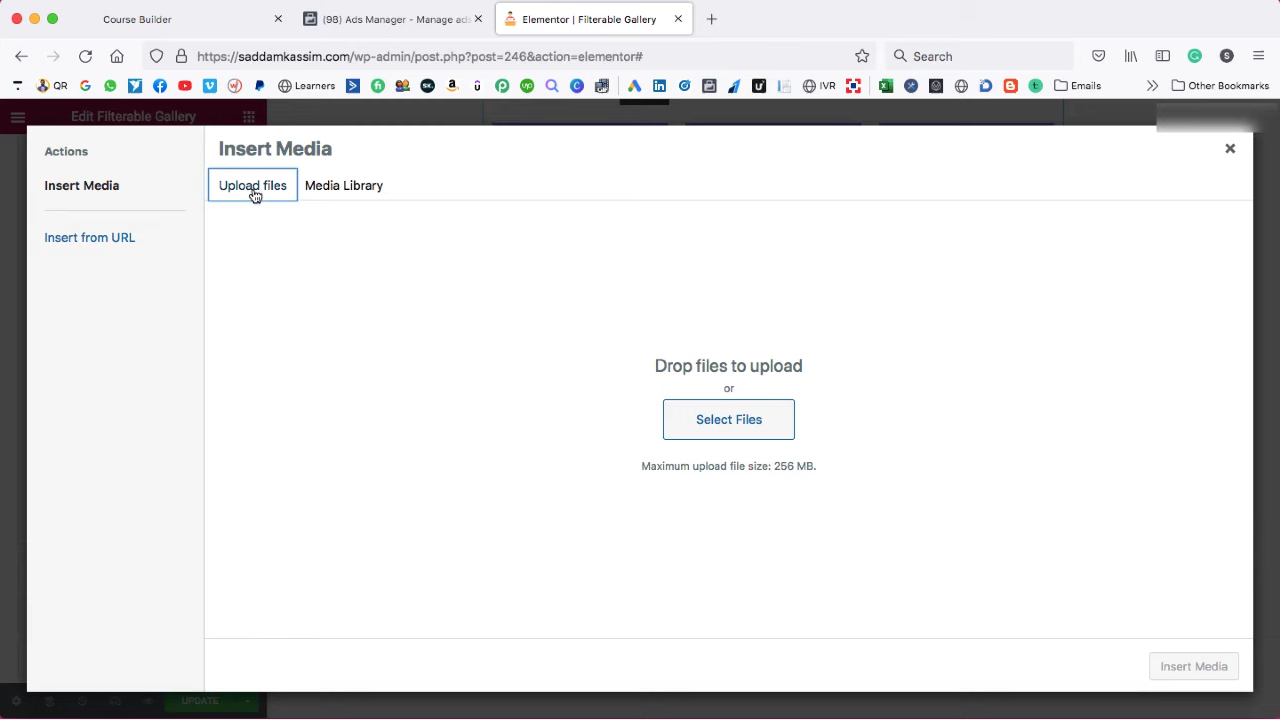 Course Builder
(98) Ads Manager - Manage ads
Elementor | Filterable Gallery
https://saddamkassim.com/wp-admin/post.php?post=246&action=elementor#
Search
QR
Learners
IVR
Emails
Other Bookmarks
Edit Filterable Gallery
Actions
Insert Media
Insert from URL
Insert Media
Upload files
Media Library
Drop files to upload
or
Select Files
Maximum upload file size: 256 MB.
Insert Media
UPDATE